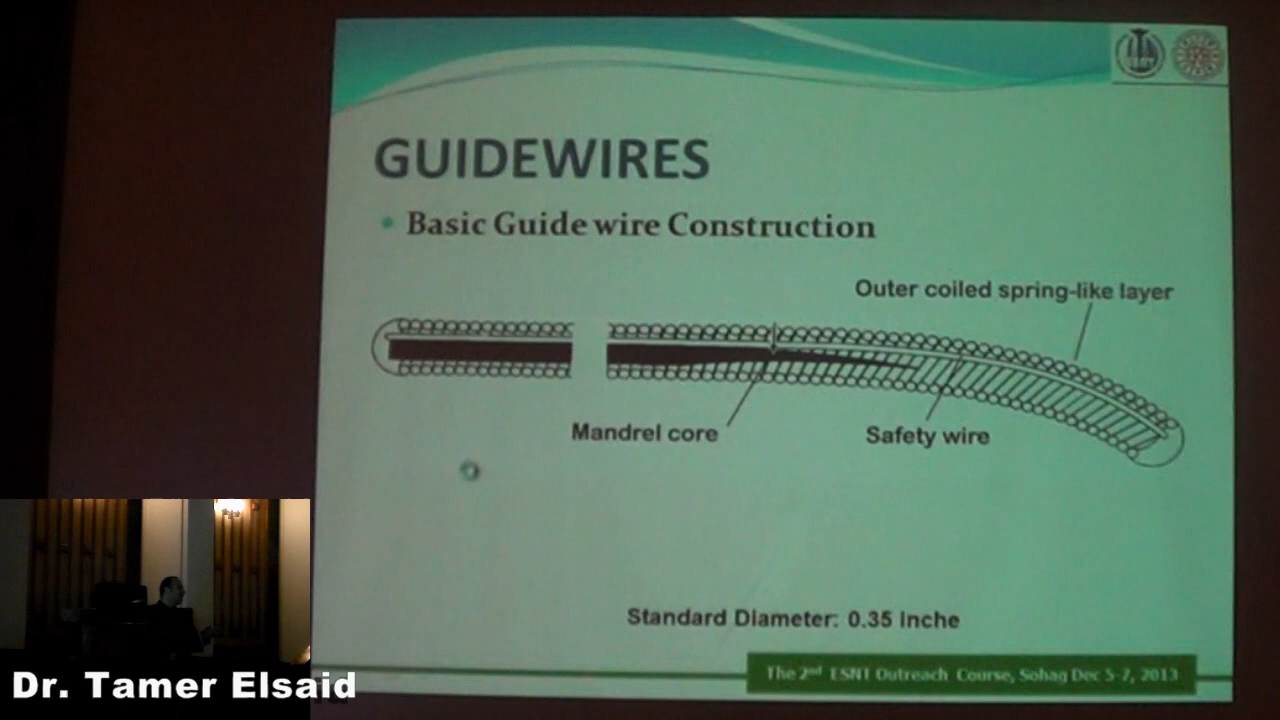 GUIDEWIRES
Basic Guide wire Construction
Outer coiled spring-like layer
Mandrel core
Safety wire
Standard Diameter: 0.35 Inche
The 2nd ESNT Outreach Course, Sohag Dec 5-7, 2013
Dr. Tamer Elsaid